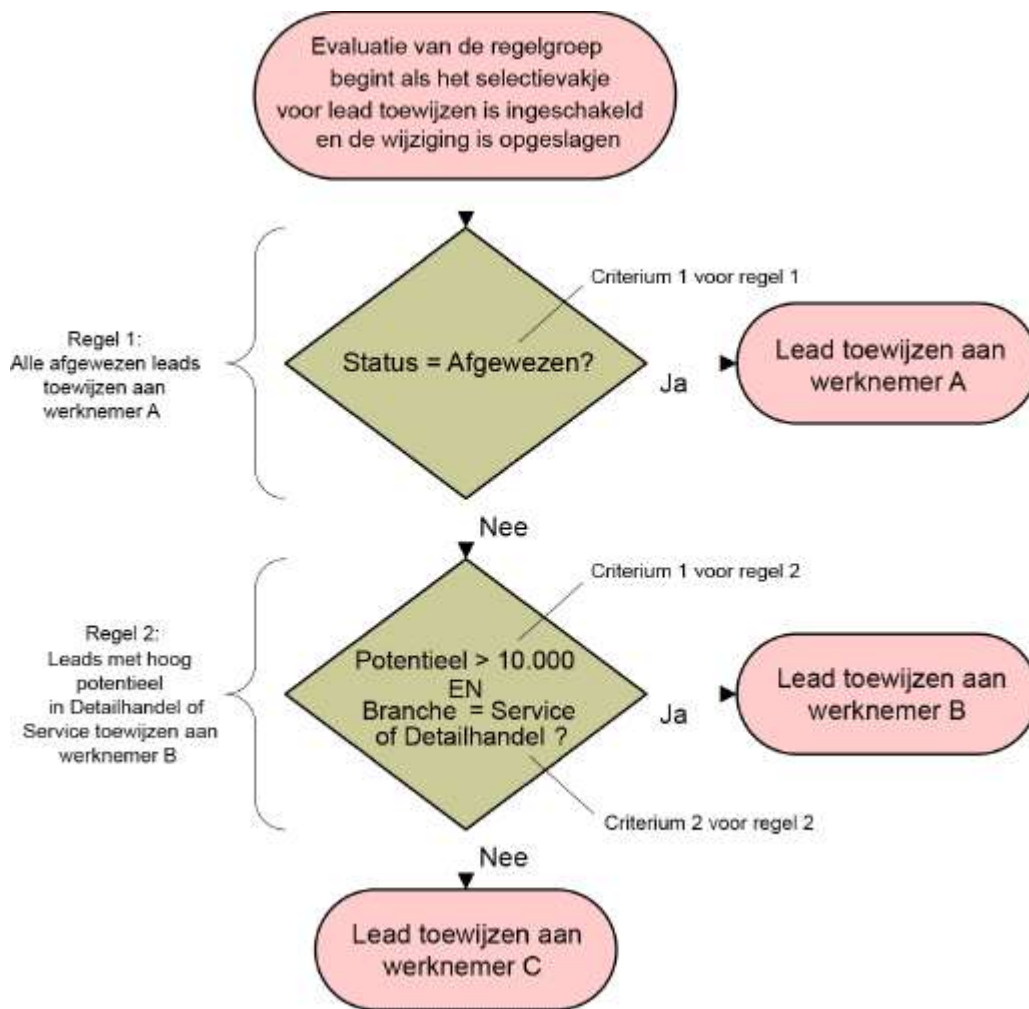 Evaluatie van de regelgroep
begint als het selectievakje
voor lead toewijzen is ingeschakeld
en de wijziging is opgeslagen
Criterium 1 voor regel 1
Regel 1:
Alle afgewezen leads
toewijzen aan
werknemer A
Status = Afgewezen?
Ja
Lead toewijzen aan
werknemer A
Nee
Criterium 1 voor regel 2
Regel 2:
Leads met hoog
potentieel
in Detailhandel of
Service toewijzen aan
werknemer B
Potentieel > 10.000
EN
Branche = Service
of Detailhandel ?
Ja
Lead toewijzen aan
werknemer B
Criterium 2 voor regel 2
Nee
Lead toewijzen aan
werknemer C